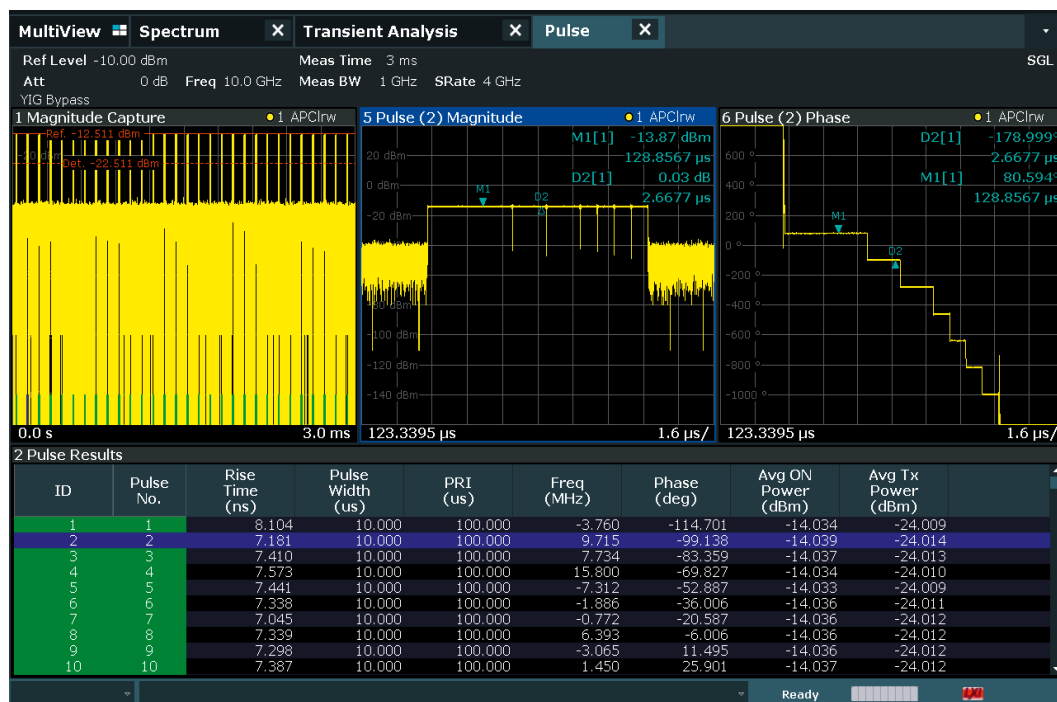 MultiView Spectrum X Transient Analysis X Pulse X
Ref Level -10.00 dBm Meas Time 3 ms SGL
Att 0 dB Freq 10.0 GHz Meas BW 1 GHz SRate 4 GHz
YIG Bypass
1 Magnitude Capture 1 APClrw
Ref. -12.511 dBm
-20 dBm
Det. -22.511 dBm
0.0 s 3.0 ms
5 Pulse (2) Magnitude 1 APClrw
M1[1] -13.87 dBm
128.8567 µs
D2[1] 0.03 dB
2.6677 µs
20 dBm
0 dBm
M1
D2
-20 dBm
-80 dBm
-100 dBm
-120 dBm
-140 dBm
123.3395 µs 1.6 µs/
6 Pulse (2) Phase 1 APClrw
D2[1] -178.999°
2.6677 µs
M1[1] 80.594°
128.8567 µs
600 °
400 °
200 °
M1
0 °
D2
-200 °
-400 °
-600 °
-800 °
-1000 °
123.3395 µs 1.6 µs/
2 Pulse Results
ID Pulse No. Rise Time (ns) Pulse Width (us) PRI (us) Freq (MHz) Phase (deg) Avg ON Power (dBm) Avg Tx Power (dBm)
1 1 8.104 10.000 100.000 -3.760 -114.701 -14.034 -24.009
2 2 7.181 10.000 100.000 9.715 -99.138 -14.039 -24.014
3 3 7.410 10.000 100.000 7.734 -83.359 -14.037 -24.013
4 4 7.573 10.000 100.000 15.800 -69.827 -14.034 -24.010
5 5 7.441 10.000 100.000 -7.312 -52.887 -14.033 -24.009
6 6 7.338 10.000 100.000 -1.886 -36.006 -14.036 -24.011
7 7 7.045 10.000 100.000 -0.772 -20.587 -14.036 -24.012
8 8 7.339 10.000 100.000 6.393 -6.006 -14.036 -24.012
9 9 7.298 10.000 100.000 -3.065 11.495 -14.036 -24.012
10 10 7.387 10.000 100.000 1.450 25.901 -14.037 -24.012
Ready LXI